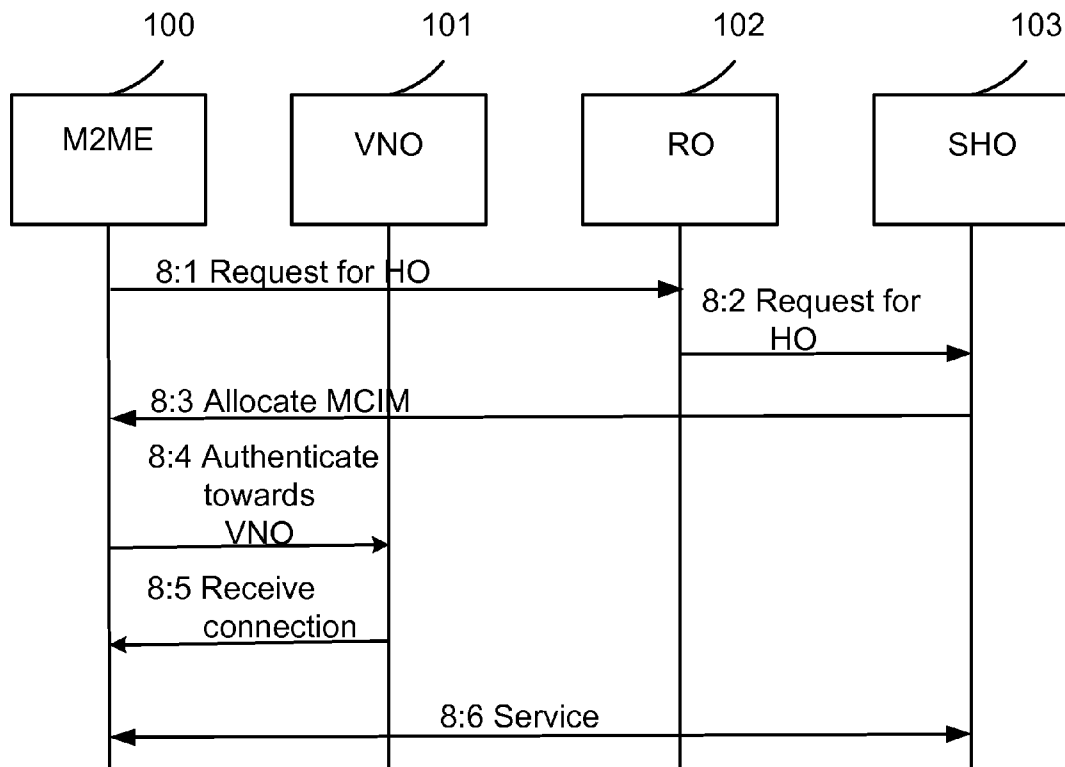 100
101
102
103
M2ME
VNO
RO
SHO
8:1 Request for HO
8:2 Request for
HO
8:3 Allocate MCIM
8:4 Authenticate
towards
VNO
8:5 Receive
connection
8:6 Service